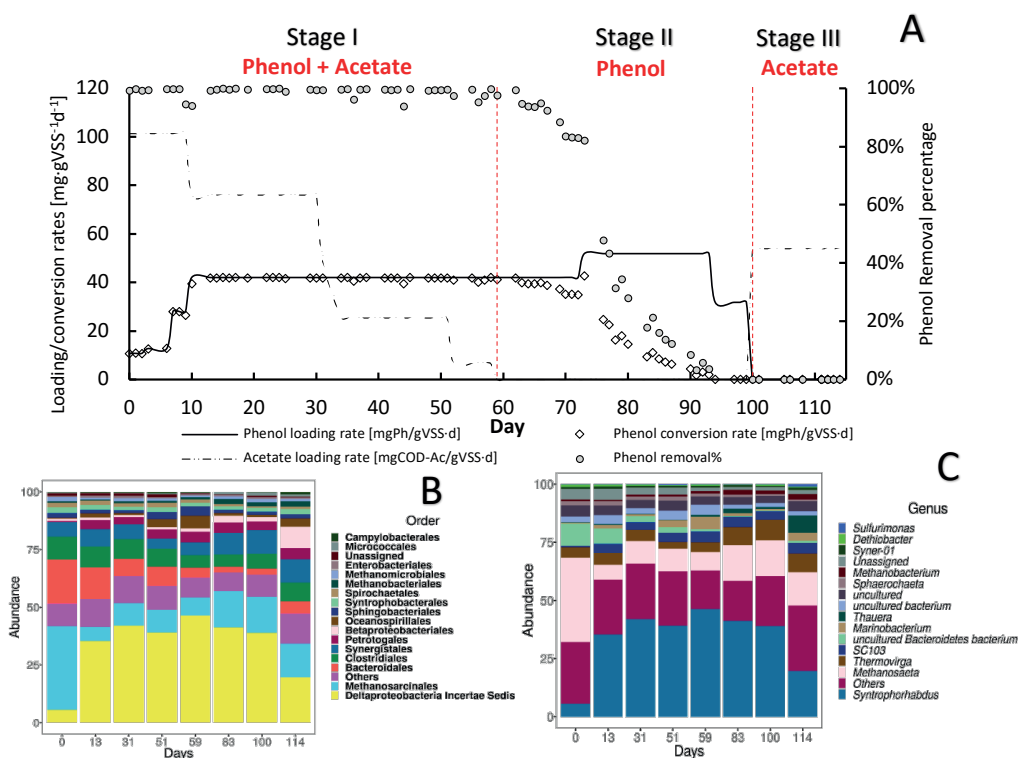 Stage I
Stage II
Stage III
A
Phenol + Acetate
Phenol
Acetate
Loading/conversion rates [mg·gVSS⁻¹d⁻¹]
120
100
80
60
40
20
0
100%
80%
60%
40%
20%
0%
Phenol Removal percentage
0 10 20 30 40 50 60 70 80 90 100 110
Day
Phenol loading rate [mgPh/gVSS·d]
Phenol conversion rate [mgPh/gVSS·d)
Acetate loading rate [mgCOD-Ac/gVSS·d]
Phenol removal%
B
Abundance
100
75
50
25
0
0 13 31 51 59 83 100 114
Days
Order
Campylobacterales
Micrococcales
Unassigned
Enterobacteriales
Methanomicrobiales
Methanobacteriales
Spirochaetales
Syntrophobacterales
Sphingobacteriales
Oceanospirillales
Betaproteobacteriales
Petrotogales
Synergistales
Clostridiales
Bacteroidales
Others
Methanosarcinales
Deltaproteobacteria Incertae Sedis
C
Abundance
100
75
50
25
0
0 13 31 51 59 83 100 114
Days
Genus
Sulfurimonas
Dethiobacter
Syner-01
Unassigned
Methanobacterium
Sphaerochaeta
uncultured
uncultured bacterium
Thauera
Marinobacterium
uncultured Bacteroidetes bacterium
SC103
Thermovirga
Methanosaeta
Others
Syntrophorhabdus